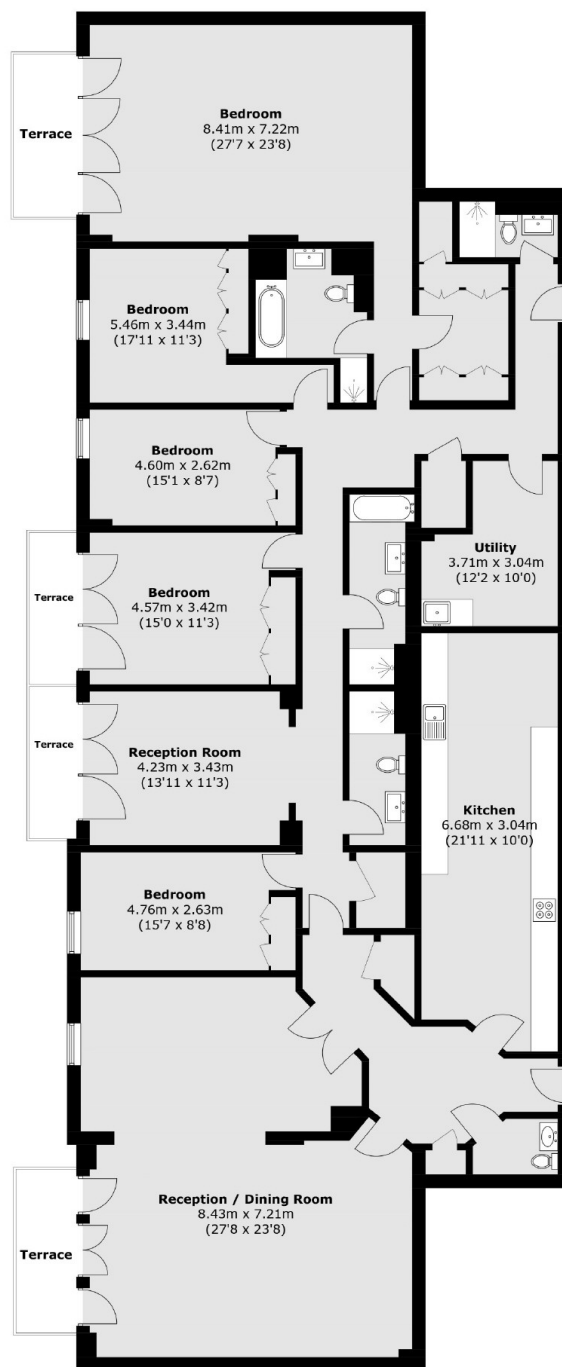 Terrace
Bedroom
8.41m x 7.22m
(27'7 x 23'8)
Bedroom
5.46m x 3.44m
(17'11 x 11'3)
Bedroom
4.60m x 2.62m
(15'1 x 8'7)
Terrace
Bedroom
4.57m x 3.42m
(15'0 x 11'3)
Utility
3.71m x 3.04m
(12'2 x 10'0)
Terrace
Reception Room
4.23m x 3.43m
(13'11 x 11'3)
Kitchen
6.68m x 3.04m
(21'11 x 10'0)
Bedroom
4.76m x 2.63m
(15'7 x 8'8)
Reception / Dining Room
8.43m x 7.21m
(27'8 x 23'8)
Terrace